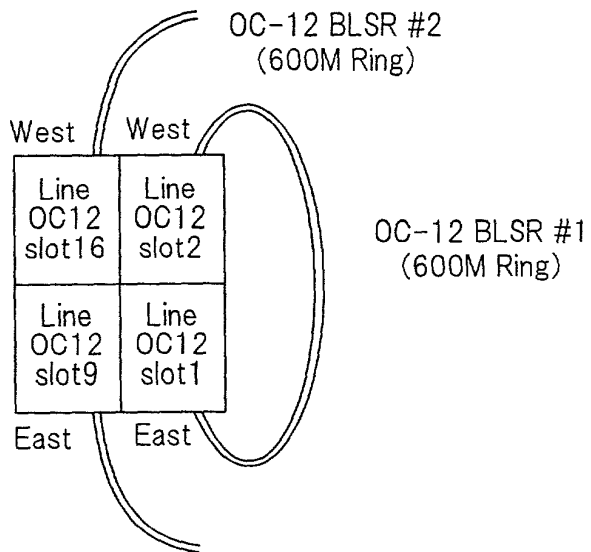 OC-12 BLSR #2
(600M Ring)
West
West
Line
OC12
slot16
Line
OC12
slot2
OC-12 BLSR #1
(600M Ring)
Line
OC12
slot9
Line
OC12
slot1
East
East